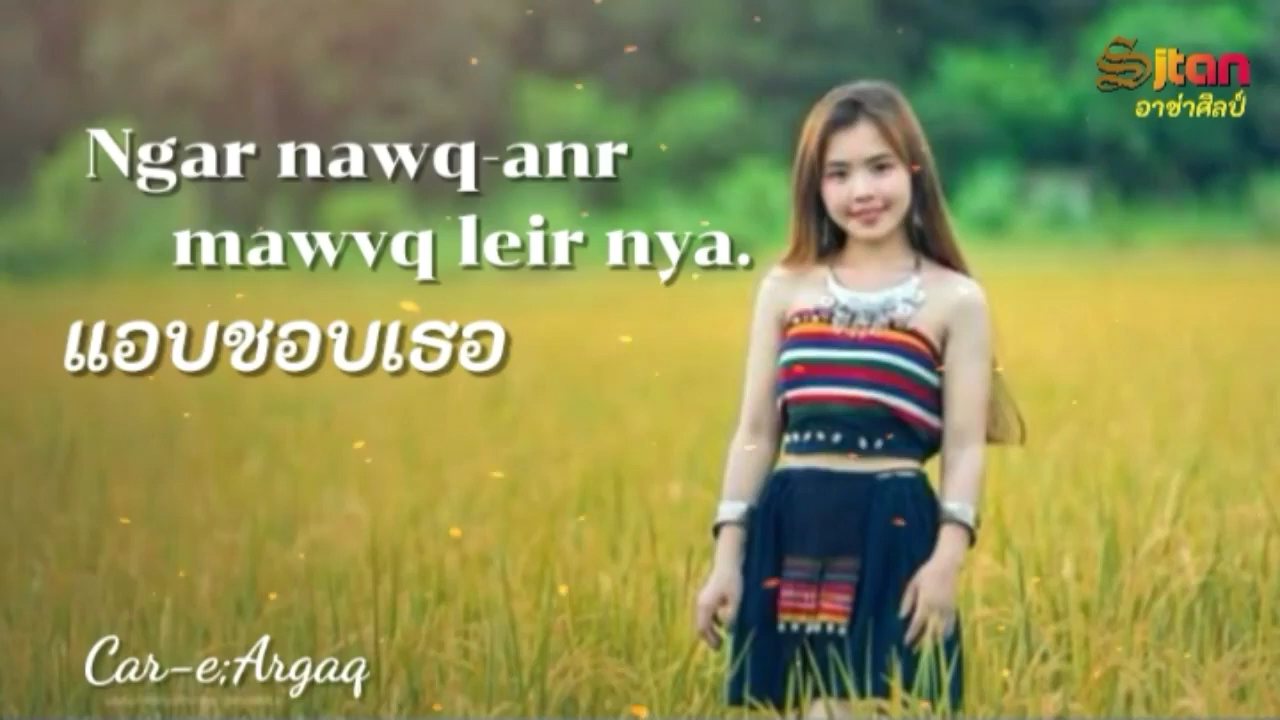 Sjtan
อาข่าศิลป์
Ngar nawq-anr
mawvq leir nya.
แอบชอบเธอ
Car-e;Argaq